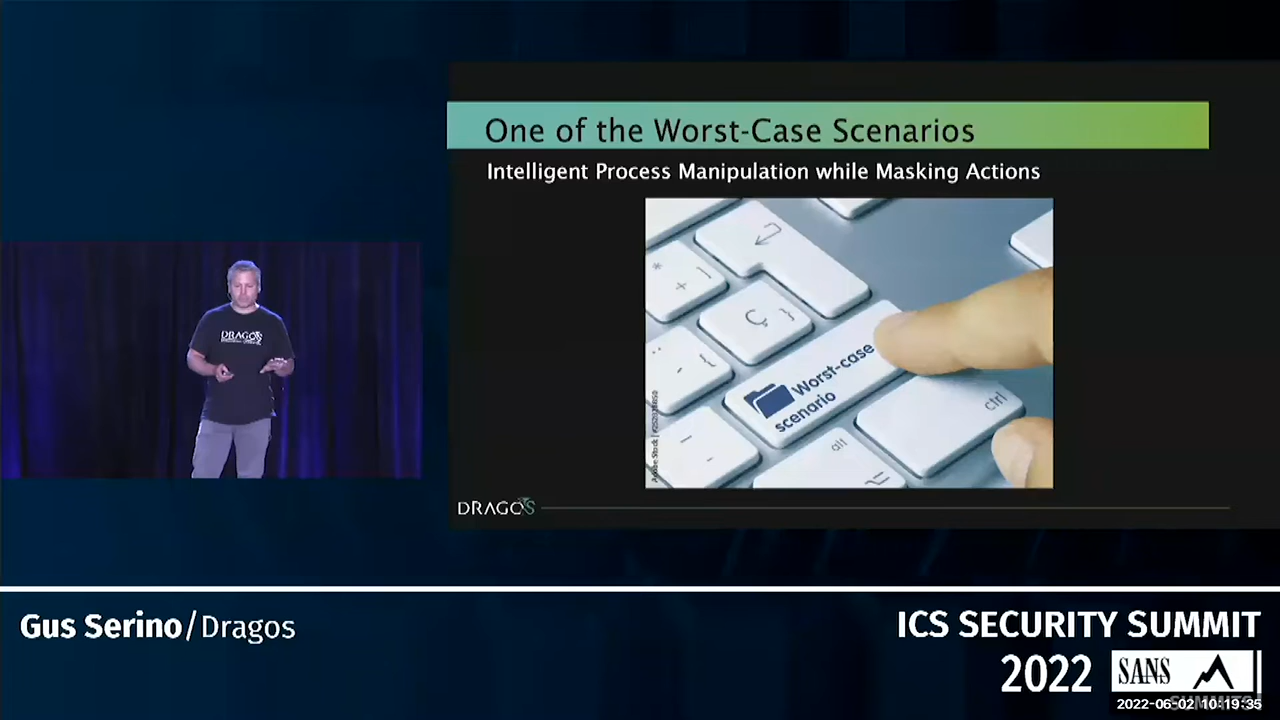 One of the Worst-Case Scenarios
Intelligent Process Manipulation while Masking Actions
DRAGOS
*
+
Ç
Worst-case
scenario
alt
ctrl
DRAGOS
Gus Serino/Dragos
ICS SECURITY SUMMIT
2022
SANS
SUMMITS
2022-06-02 10:19:35